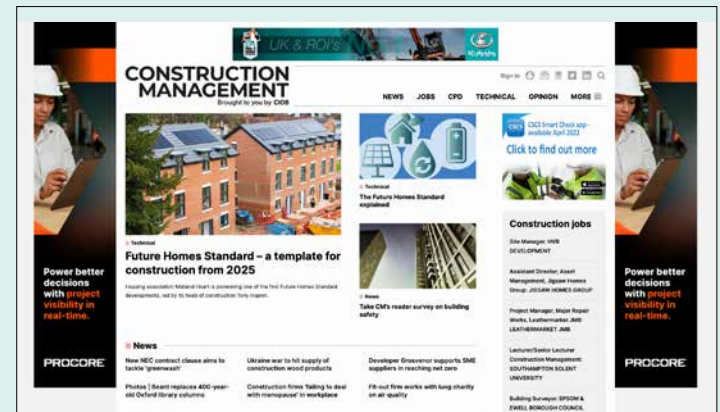 UK & ROI's
Kubota
CONSTRUCTION
MANAGEMENT
Brought to you by CIOB
Sign in
NEWS JOBS CPD TECHNICAL OPINION MORE
CSCS Smart Check app -
available April 2022
Click to find out more
Technical
Future Homes Standard – a template for
construction from 2025
Housing association Midland Heart is pioneering one of the first Future Homes Standard
developments, led by its head of construction Tony Hajjam.
Technical
The Future Homes Standard
explained
News
Take CM's reader survey on building
safety
Construction jobs
Site Manager: VIVB
DEVELOPMENT
Assistant Director, Asset
Management, Jigsaw Homes
Group: JIGSAW HOMES GROUP
Project Manager, Major Repair
Works, Leathermarket JMB:
LEATHERMARKET JMB
Lecturer/Senior Lecturer
Construction Management:
SOUTHAMPTON SOLENT
UNIVERSITY
Building Surveyor: EPSOM &
EWELL BOROUGH COUNCIL
News
New NEC contract clause aims to
tackle 'greenwash'
Ukraine war to hit supply of
construction wood products
Developer Grosvenor supports SME
suppliers in reaching net zero
Photos | Beard replaces 400-year-
old Oxford library columns
Construction firms 'failing to deal
with menopause' in workplace
Fit-out firm works with lung charity
on air quality
Power better
decisions
with project
visibility in
real-time.
PROCORE
Power better
decisions
with project
visibility in
real-time.
PROCORE